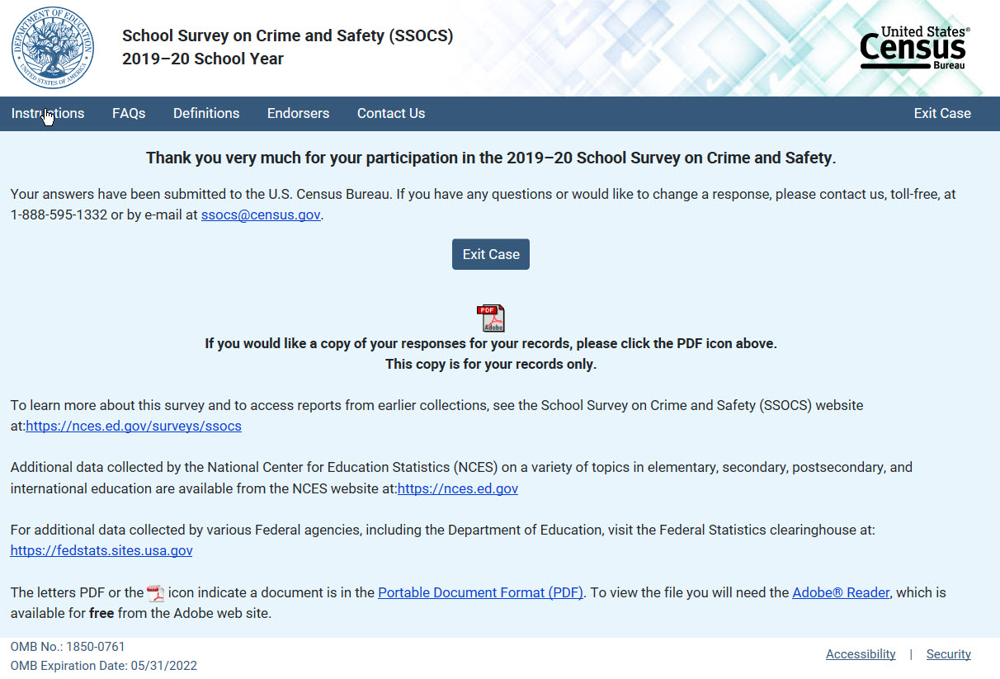 DEPARTMENT OF EDUCATION
UNITED STATES OF AMERICA
School Survey on Crime and Safety (SSOCS)
2019–20 School Year
United States®
Census
Bureau
Instructions FAQs Definitions Endorsers Contact Us Exit Case
Thank you very much for your participation in the 2019–20 School Survey on Crime and Safety.
Your answers have been submitted to the U.S. Census Bureau. If you have any questions or would like to change a response, please contact us, toll-free, at
1-888-595-1332 or by e-mail at ssocs@census.gov.
Exit Case
PDF
Adobe
If you would like a copy of your responses for your records, please click the PDF icon above.
This copy is for your records only.
To learn more about this survey and to access reports from earlier collections, see the School Survey on Crime and Safety (SSOCS) website
at:https://nces.ed.gov/surveys/ssocs
Additional data collected by the National Center for Education Statistics (NCES) on a variety of topics in elementary, secondary, postsecondary, and
international education are available from the NCES website at:https://nces.ed.gov
For additional data collected by various Federal agencies, including the Department of Education, visit the Federal Statistics clearinghouse at:
https://fedstats.sites.usa.gov
The letters PDF or the icon indicate a document is in the Portable Document Format (PDF). To view the file you will need the Adobe® Reader, which is
available for free from the Adobe web site.
OMB No.: 1850-0761
OMB Expiration Date: 05/31/2022
Accessibility | Security